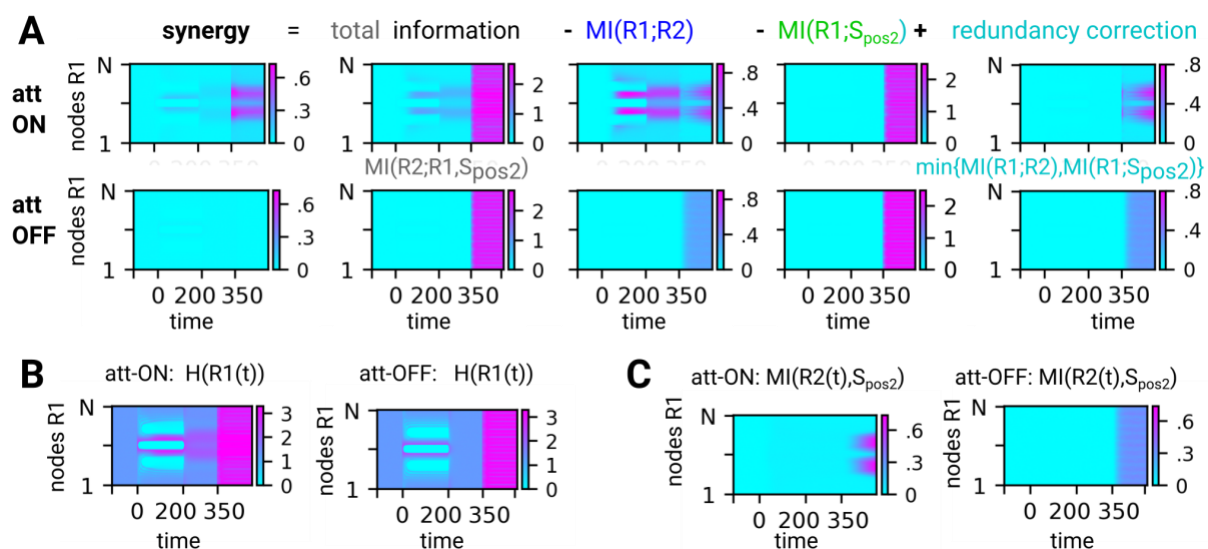 A synergy = total information - MI(R1;R2) - MI(R1;Spos2) + redundancy correction
att ON
nodes R1
N
1
.6
.3
0
2
1
0
.8
.4
0
2
1
0
.8
.4
0
MI(R2;R1,Spos2)
min{MI(R1;R2),MI(R1;Spos2)}
att OFF
nodes R1
N
1
.6
.3
0
2
1
0
.8
.4
0
2
1
0
.8
.4
0
0 200 350
0 200 350
0 200 350
0 200 350
0 200 350
time
time
time
time
time
B
att-ON: H(R1(t))
att-OFF: H(R1(t))
nodes R1
N
1
3
2
1
0
0 200 350
time
nodes R1
N
1
3
2
1
0
0 200 350
time
C
att-ON: MI(R2(t),Spos2)
att-OFF: MI(R2(t),Spos2)
nodes R1
N
1
.6
.3
0
0 200 350
time
nodes R1
N
1
.6
.3
0
0 200 350
time